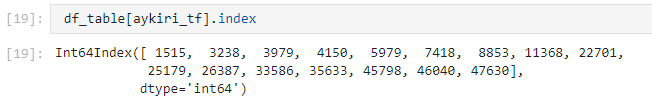 [19]: df_table[aykiri_tf].index
[19]: Int64Index([ 1515,  3238,  3979,  4150,  5979,  7418,  8853, 11368, 22701,
            25179, 26387, 33586, 35633, 45798, 46040, 47630],
           dtype='int64')